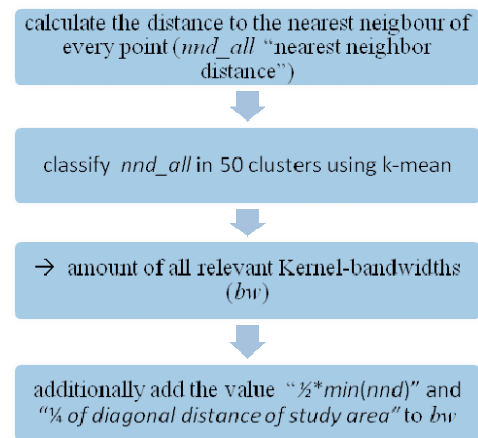 calculate the distance to the nearest neigbour of
every point (nnd_all “nearest neighbor
distance”)
classify nnd_all in 50 clusters using k-mean
→ amount of all relevant Kernel-bandwidths
(bw)
additionally add the value “½*min(nnd)” and
“¼ of diagonal distance of study area” to bw